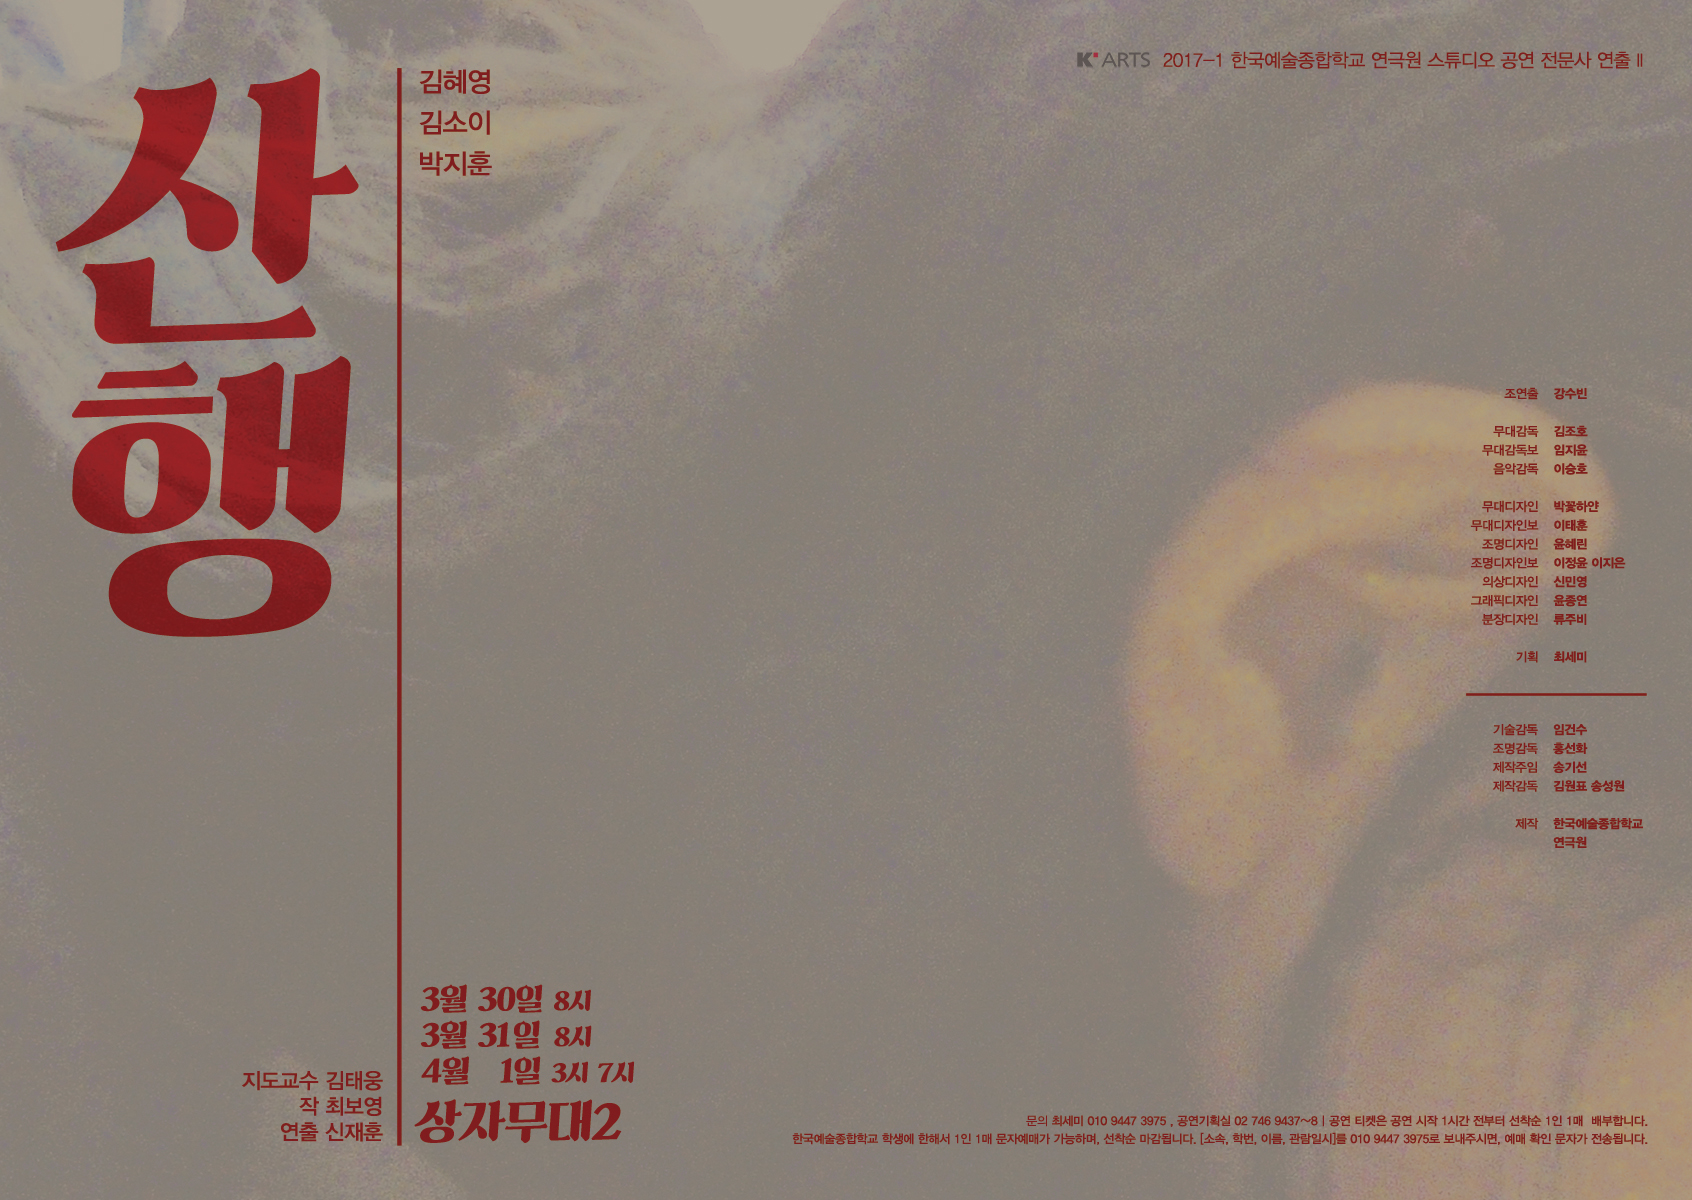 K'ARTS 2017-1 한국예술종합학교 연극원 스튜디오 공연 전문사 연출 II
산행
김혜영
김소이
박지훈
조연출 강수빈
무대감독 김조호
무대감독보 임지윤
음악감독 이승호
무대디자인 박꽃하얀
무대디자인보 이태훈
조명디자인 윤혜린
조명디자인보 이정윤 이지은
의상디자인 신민영
그래픽디자인 윤종연
분장디자인 류주비
기획 최세미
기술감독 임건수
조명감독 홍선화
제작주임 송기선
제작감독 김원표 송성원
제작 한국예술종합학교
연극원
지도교수 김태웅
작 최보영
연출 신재훈
3월 30일 8시
3월 31일 8시
4월 1일 3시 7시
상자무대2
문의 최세미 010 9447 3975 , 공연기획실 02 746 9437~8 | 공연 티켓은 공연 시작 1시간 전부터 선착순 1인 1매 배부합니다.
한국예술종합학교 학생에 한해서 1인 1매 문자예매가 가능하며, 선착순 마감됩니다. [소속, 학번, 이름, 관람일시]를 010 9447 3975로 보내주시면, 예매 확인 문자가 전송됩니다.